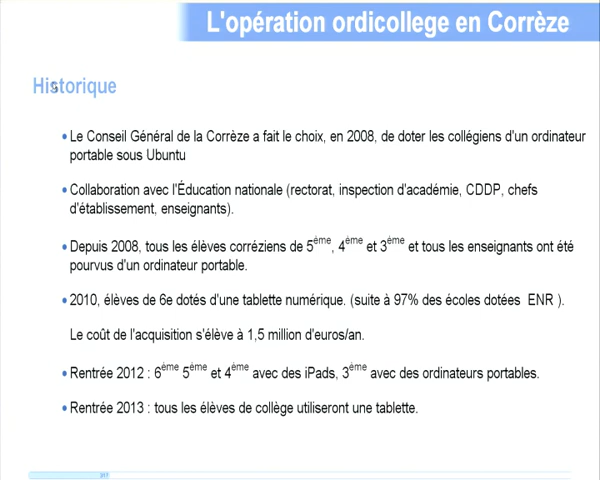 L'opération ordicollege en Corrèze
Historique
• Le Conseil Général de la Corrèze a fait le choix, en 2008, de doter les collégiens d'un ordinateur
portable sous Ubuntu
• Collaboration avec l'Éducation nationale (rectorat, inspection d'académie, CDDP, chefs
d'établissement, enseignants).
• Depuis 2008, tous les élèves corréziens de 5ème, 4ème et 3ème et tous les enseignants ont été
pourvus d'un ordinateur portable.
• 2010, élèves de 6e dotés d'une tablette numérique. (suite à 97% des écoles dotées ENR ).
Le coût de l'acquisition s'élève à 1,5 million d'euros/an.
• Rentrée 2012 : 6ème 5ème et 4ème avec des iPads, 3ème avec des ordinateurs portables.
• Rentrée 2013 : tous les élèves de collège utiliseront une tablette.